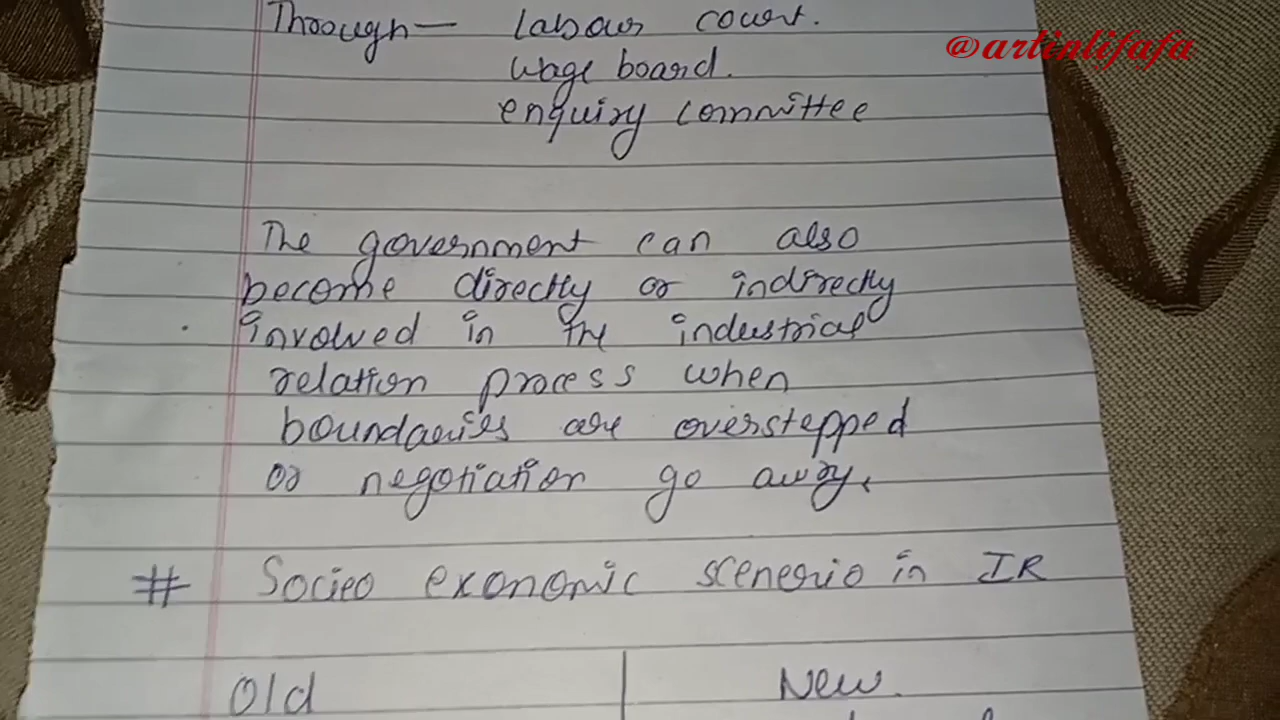 Through — labour court.
@artinlifafa
wage board.
enquiry committee
The government can also
become directly or indirectly
involved in the industrial
relation process when
boundaries are overstepped
or negotiation go awry.
# Socieo exonomic scenerio in IR
Old New.